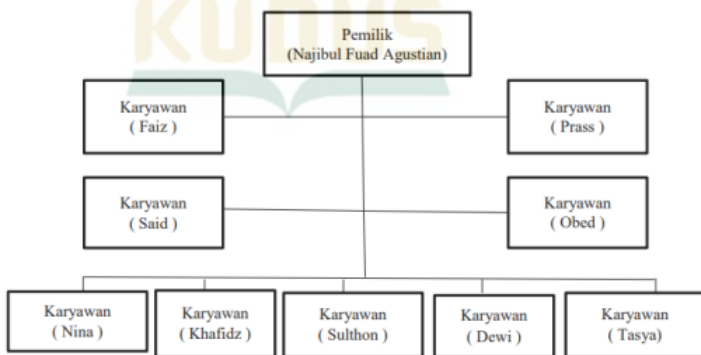 KUDUS
Pemilik
(Najibul Fuad Agustian)
Karyawan
( Faiz )
Karyawan
( Prass )
Karyawan
( Said )
Karyawan
( Obed )
Karyawan
( Nina )
Karyawan
( Khafidz )
Karyawan
( Sulthon )
Karyawan
( Dewi )
Karyawan
( Tasya)